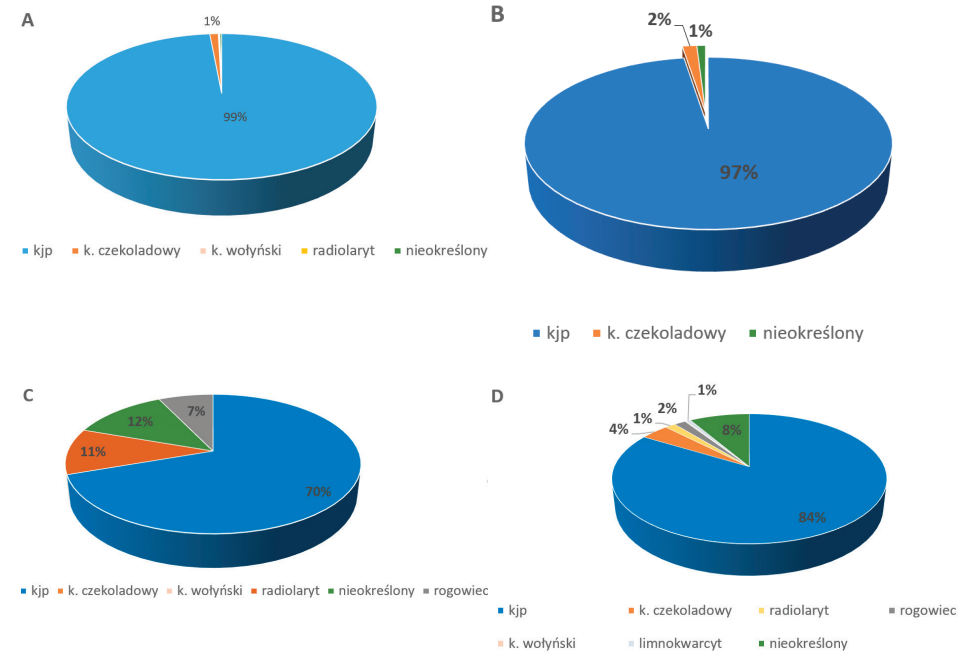 A
1%
99%
kjp k. czekoladowy k. wołyński radiolaryt nieokreślony
B
2%
1%
97%
kjp k. czekoladowy nieokreślony
C
7%
12%
11%
70%
kjp k. czekoladowy k. wołyński radiolaryt nieokreślony rogowiec
D
1%
2%
1%
4%
8%
84%
kjp k. czekoladowy radiolaryt rogowiec
k. wołyński limnokwarcyt nieokreślony